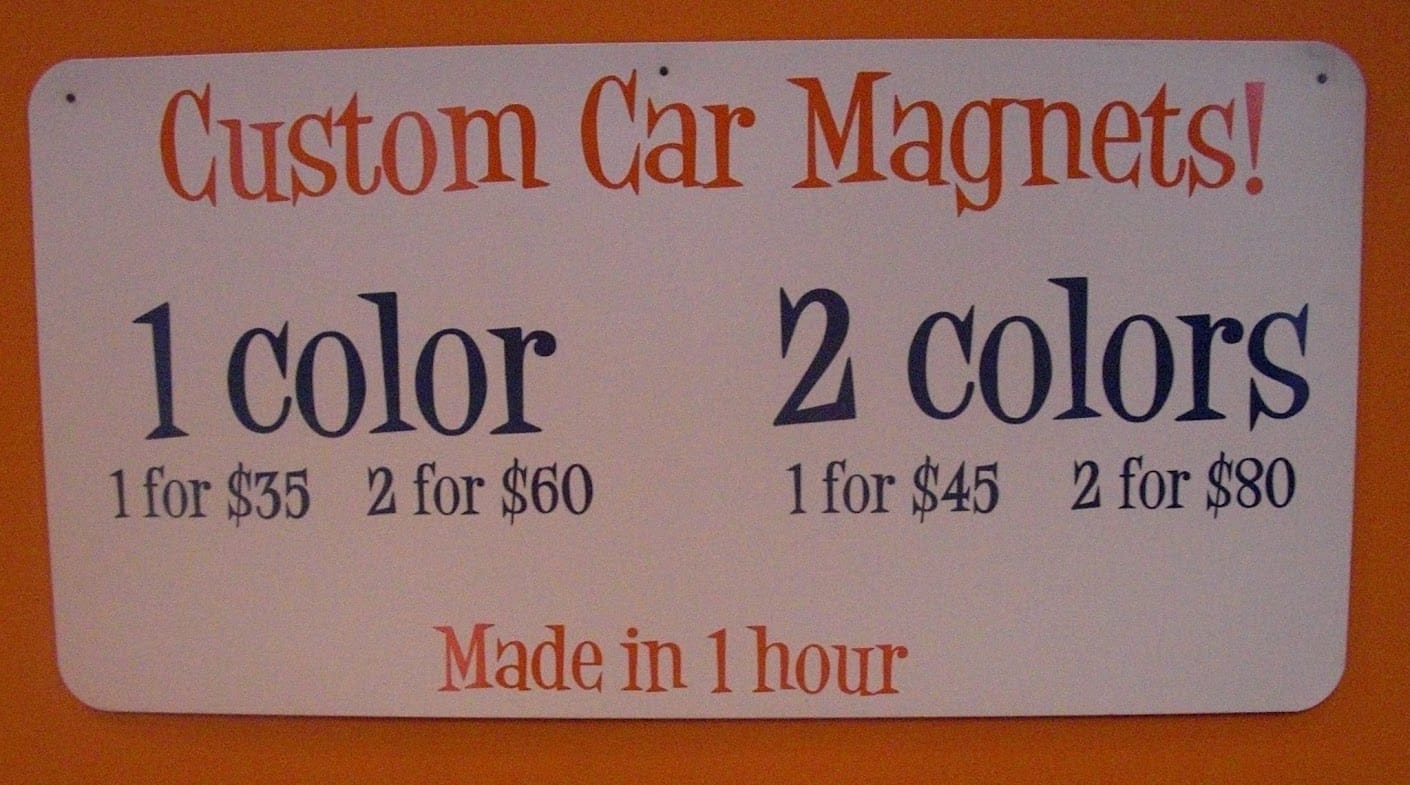 Custom Car Magnets!
1 color 2 colors
1 for $35 2 for $60 1 for $45 2 for $80
Made in 1 hour